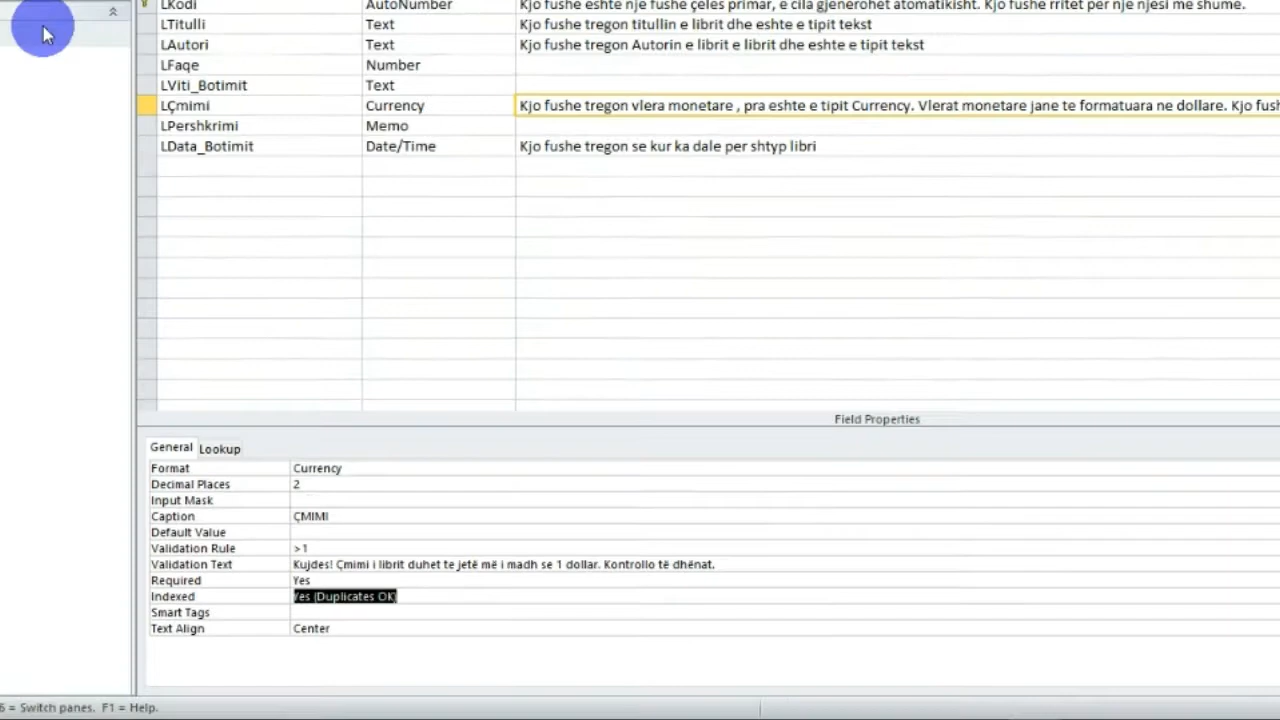 LKodi AutoNumber Kjo fushe eshte nje fushe çeles primar, e cila gjenerohet atomatikisht. Kjo fushe rritet per nje njesi me shume.
LTitulli Text Kjo fushe tregon titullin e librit dhe eshte e tipit tekst
LAutori Text Kjo fushe tregon Autorin e librit e librit dhe eshte e tipit tekst
LFaqe Number
LViti_Botimit Text
LÇmimi Currency Kjo fushe tregon vlera monetare , pra eshte e tipit Currency. Vlerat monetare jane te formatuara ne dollare. Kjo
LPershkrimi Memo
LData_Botimit Date/Time Kjo fushe tregon se kur ka dale per shtyp libri
Field Properties
General Lookup
Format Currency
Decimal Places 2
Input Mask
Caption ÇMIMI
Default Value
Validation Rule >1
Validation Text Kujdes! Çmimi i librit duhet te jetë më i madh se 1 dollar. Kontrollo të dhënat.
Required Yes
Indexed Yes (Duplicates OK)
Smart Tags
Text Align Center
6 = Switch panes. F1 = Help.